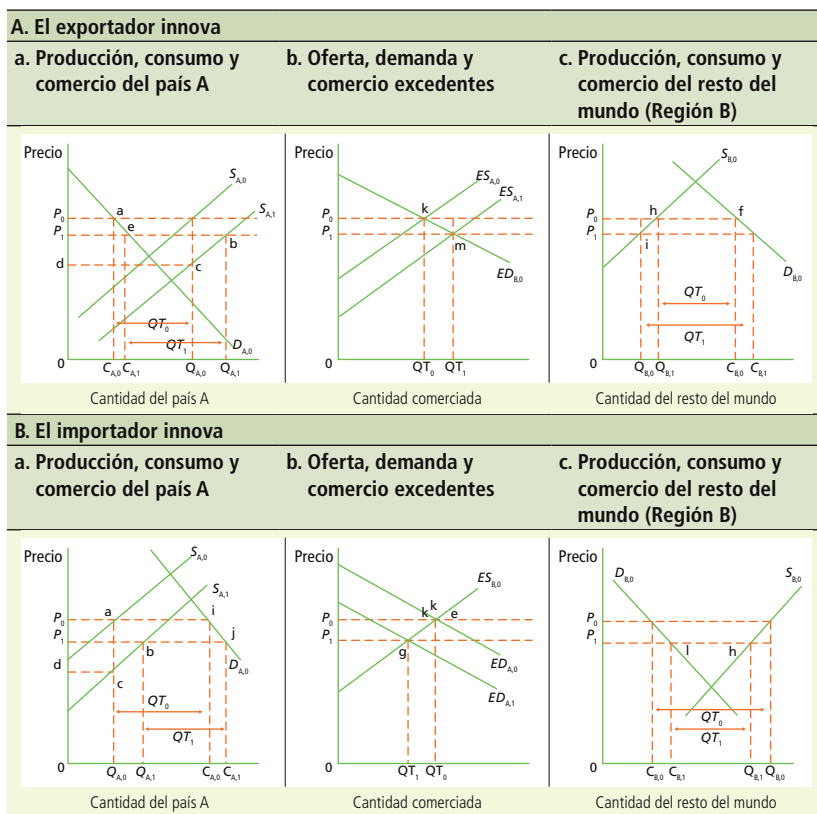 A. El exportador innova
a. Producción, consumo y
comercio del país A
b. Oferta, demanda y
comercio excedentes
c. Producción, consumo y
comercio del resto del
mundo (Región B)
Precio
S_A,0
S_A,1
P_0
a
P_1
e
b
d
c
QT_0
QT_1
D_A,0
0
C_A,0 C_A,1 Q_A,0 Q_A,1
Cantidad del país A
Precio
ES_A,0
ES_A,1
P_0
k
P_1
m
ED_B,0
0
QT_0 QT_1
Cantidad comerciada
Precio
S_B,0
P_0
h
f
P_1
i
D_B,0
QT_0
QT_1
0
Q_B,0 Q_B,1 C_B,0 C_B,1
Cantidad del resto del mundo
B. El importador innova
a. Producción, consumo y
comercio del país A
b. Oferta, demanda y
comercio excedentes
c. Producción, consumo y
comercio del resto del
mundo (Región B)
Precio
S_A,0
S_A,1
P_0
a
i
P_1
j
b
d
D_A,0
c
QT_0
QT_1
0
Q_A,0 Q_A,1 C_A,0 C_A,1
Cantidad del país A
Precio
ES_B,0
P_0
k
k
e
P_1
g
ED_A,0
ED_A,1
0
QT_1 QT_0
Cantidad comerciada
Precio
D_B,0
S_B,0
P_0
P_1
l
h
QT_0
QT_1
0
C_B,0 C_B,1 Q_B,1 Q_B,0
Cantidad del resto del mundo